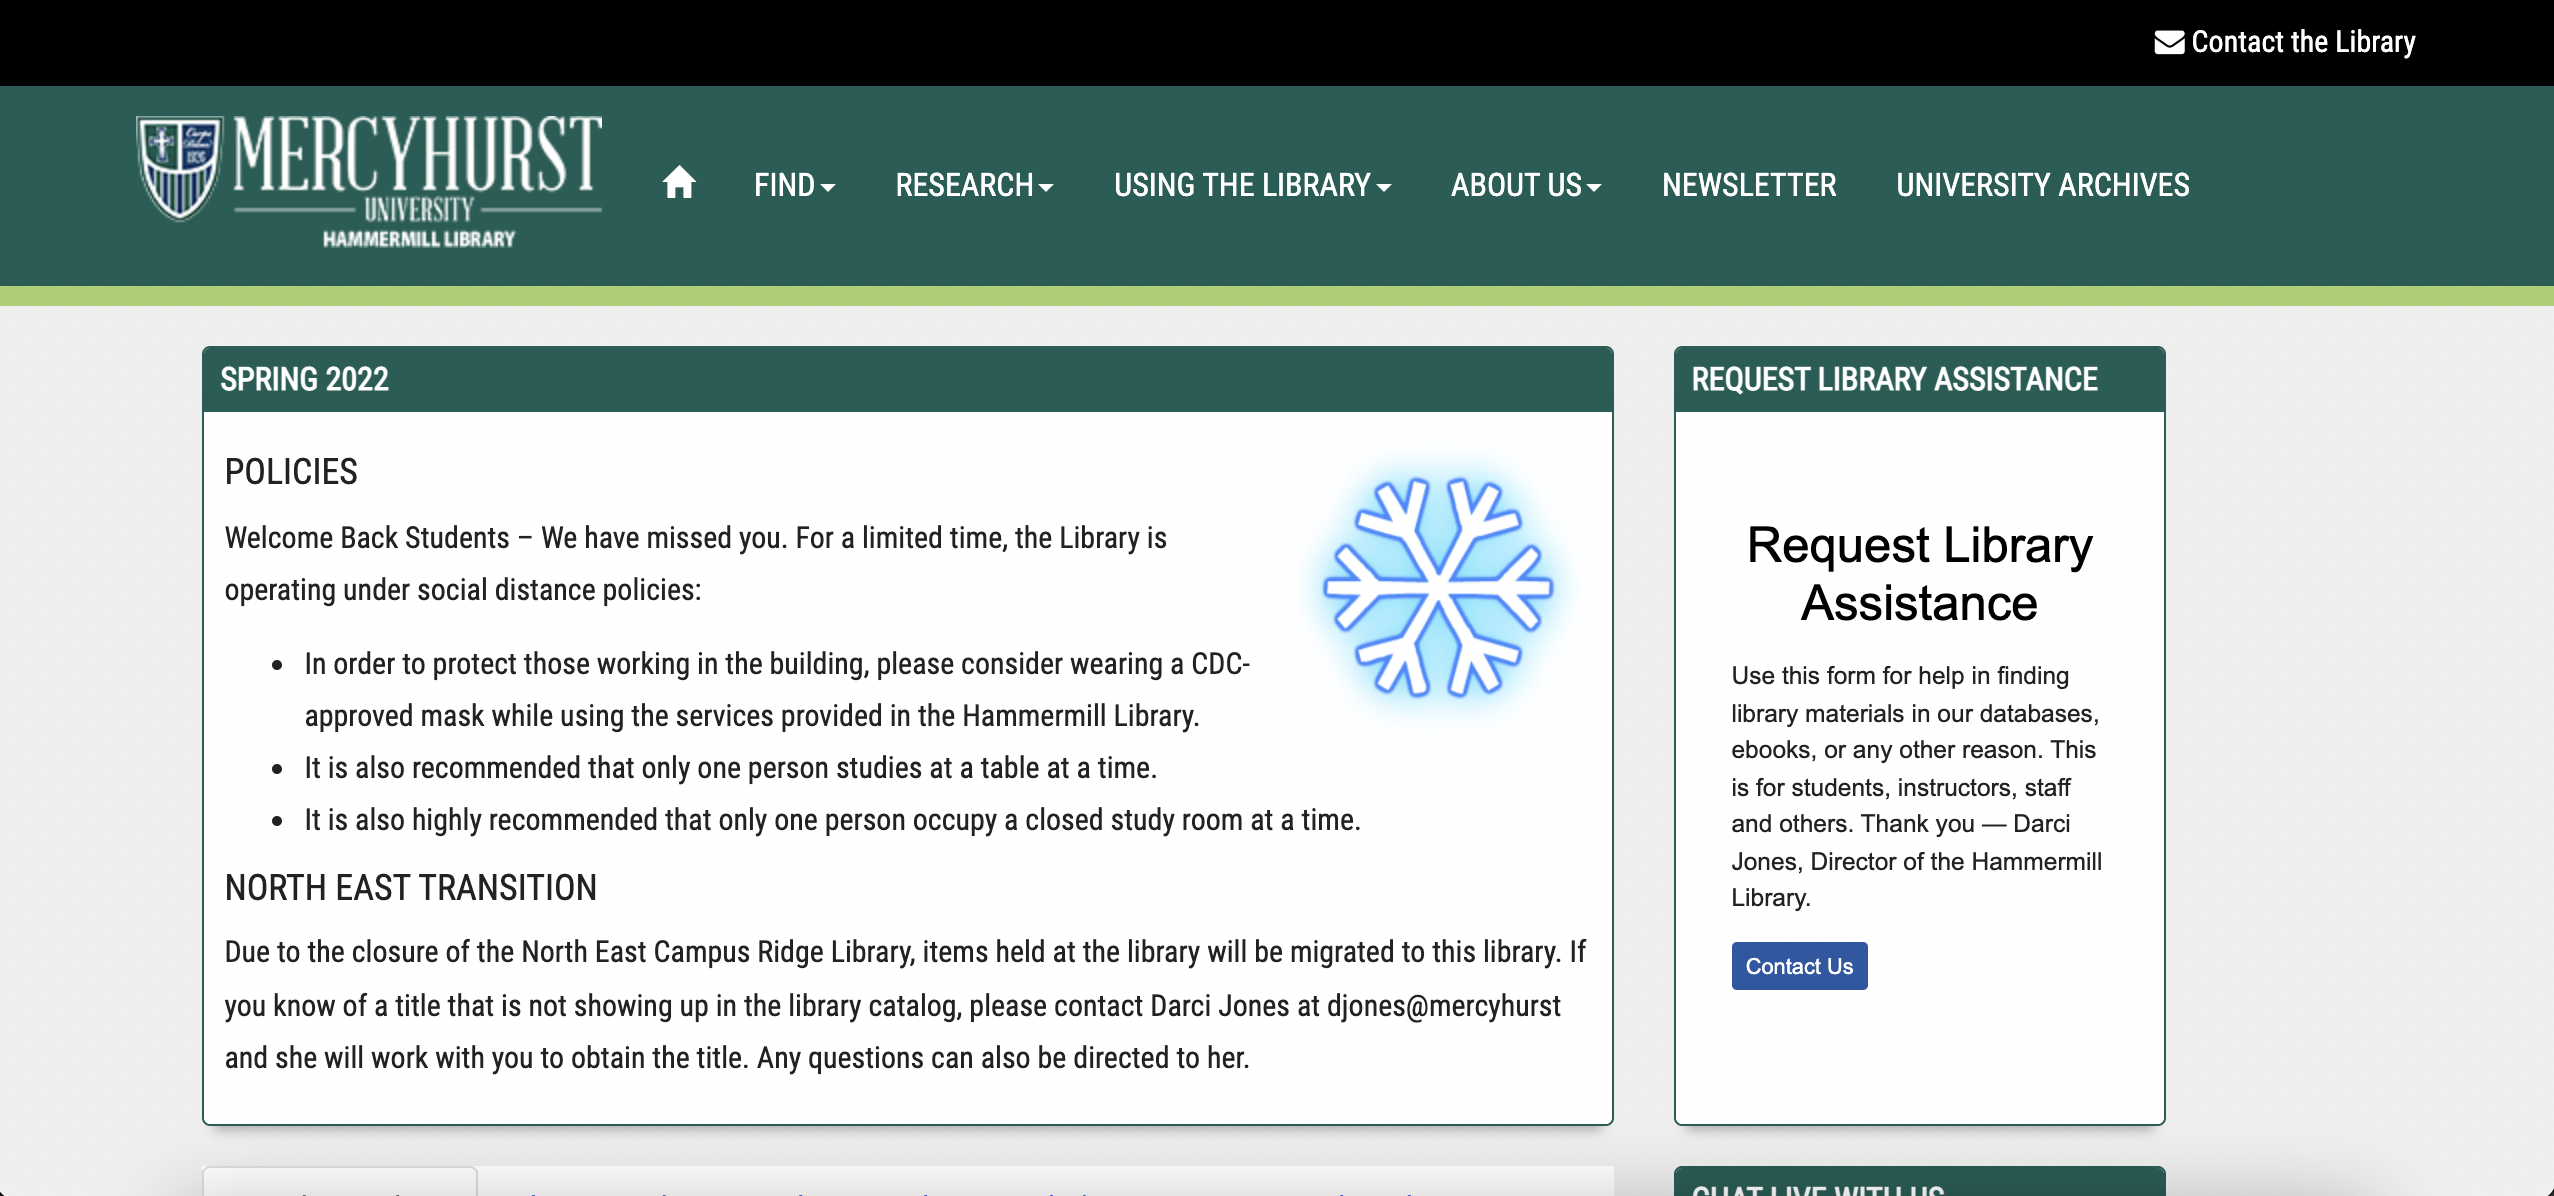 Contact the Library
MERCYHURST
UNIVERSITY
HAMMERMILL LIBRARY
FIND
RESEARCH
USING THE LIBRARY
ABOUT US
NEWSLETTER
UNIVERSITY ARCHIVES
SPRING 2022
POLICIES
Welcome Back Students – We have missed you. For a limited time, the Library is
operating under social distance policies:
• In order to protect those working in the building, please consider wearing a CDC-
approved mask while using the services provided in the Hammermill Library.
• It is also recommended that only one person studies at a table at a time.
• It is also highly recommended that only one person occupy a closed study room at a time.
NORTH EAST TRANSITION
Due to the closure of the North East Campus Ridge Library, items held at the library will be migrated to this library. If
you know of a title that is not showing up in the library catalog, please contact Darci Jones at djones@mercyhurst
and she will work with you to obtain the title. Any questions can also be directed to her.
REQUEST LIBRARY ASSISTANCE
Request Library
Assistance
Use this form for help in finding
library materials in our databases,
ebooks, or any other reason. This
is for students, instructors, staff
and others. Thank you — Darci
Jones, Director of the Hammermill
Library.
Contact Us
CHAT LIVE WITH US